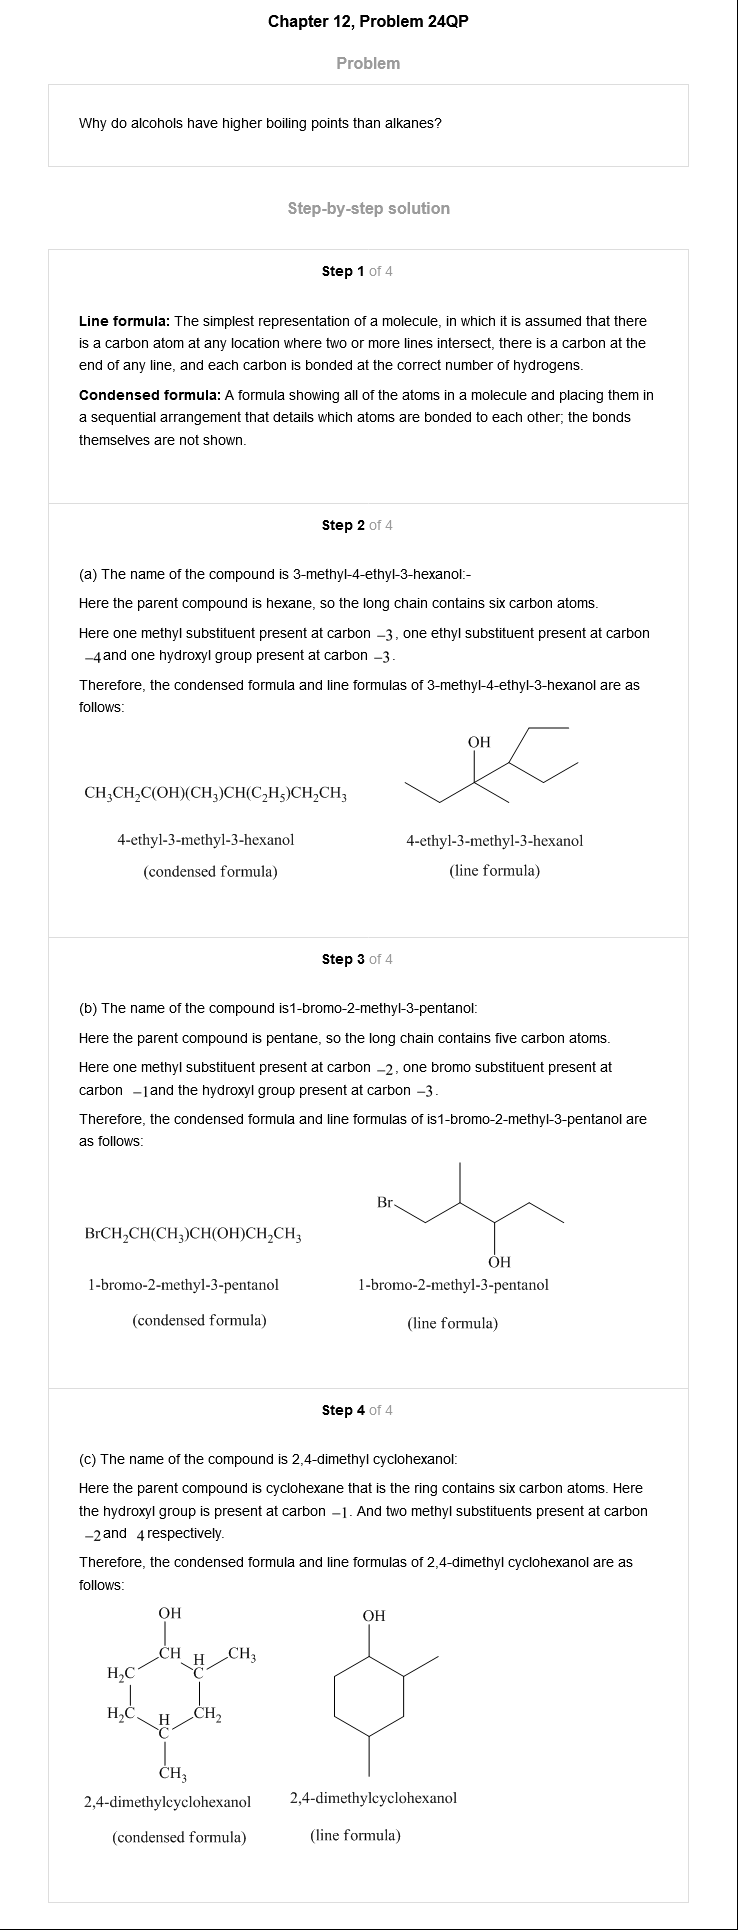 Chapter 12, Problem 24QP
Problem
Why do alcohols have higher boiling points than alkanes?
Step-by-step solution
Step 1 of 4
Line formula: The simplest representation of a molecule, in which it is assumed that there
is a carbon atom at any location where two or more lines intersect, there is a carbon at the
end of any line, and each carbon is bonded at the correct number of hydrogens.
Condensed formula: A formula showing all of the atoms in a molecule and placing them in
a sequential arrangement that details which atoms are bonded to each other; the bonds
themselves are not shown.
Step 2 of 4
(a) The name of the compound is 3-methyl-4-ethyl-3-hexanol:-
Here the parent compound is hexane, so the long chain contains six carbon atoms.
Here one methyl substituent present at carbon −3, one ethyl substituent present at carbon
−4 and one hydroxyl group present at carbon −3.
Therefore, the condensed formula and line formulas of 3-methyl-4-ethyl-3-hexanol are as
follows:
OH
CH₃CH₂C(OH)(CH₃)CH(C₂H₅)CH₂CH₃
4-ethyl-3-methyl-3-hexanol 4-ethyl-3-methyl-3-hexanol
(condensed formula) (line formula)
Step 3 of 4
(b) The name of the compound is1-bromo-2-methyl-3-pentanol:
Here the parent compound is pentane, so the long chain contains five carbon atoms.
Here one methyl substituent present at carbon −2, one bromo substituent present at
carbon −1 and the hydroxyl group present at carbon −3.
Therefore, the condensed formula and line formulas of is1-bromo-2-methyl-3-pentanol are
as follows:
Br
BrCH₂CH(CH₃)CH(OH)CH₂CH₃
OH
1-bromo-2-methyl-3-pentanol 1-bromo-2-methyl-3-pentanol
(condensed formula) (line formula)
Step 4 of 4
(c) The name of the compound is 2,4-dimethyl cyclohexanol:
Here the parent compound is cyclohexane that is the ring contains six carbon atoms. Here
the hydroxyl group is present at carbon −1. And two methyl substituents present at carbon
−2 and 4 respectively.
Therefore, the condensed formula and line formulas of 2,4-dimethyl cyclohexanol are as
follows:
OH OH
CH H CH₃
H₂C C
H₂C H CH₂
C
CH₃
2,4-dimethylcyclohexanol 2,4-dimethylcyclohexanol
(condensed formula) (line formula)